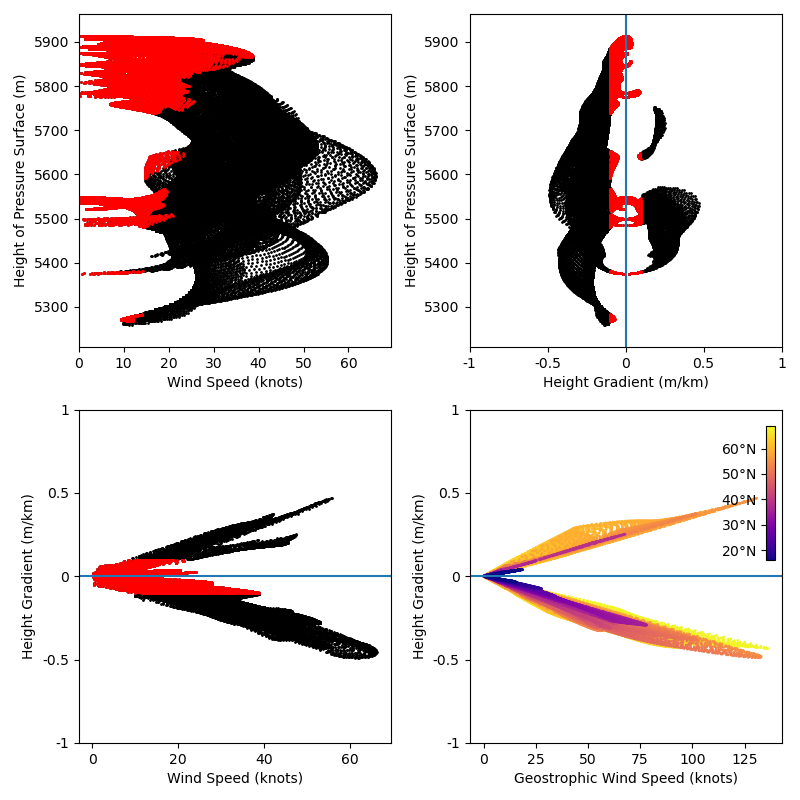 5900
5800
5700
5600
5500
5400
5300
Height of Pressure Surface (m)
0 10 20 30 40 50 60
Wind Speed (knots)
5900
5800
5700
5600
5500
5400
5300
Height of Pressure Surface (m)
-1 -0.5 0 0.5 1
Height Gradient (m/km)
1
0.5
0
-0.5
-1
Height Gradient (m/km)
0 20 40 60
Wind Speed (knots)
1
0.5
0
-0.5
-1
Height Gradient (m/km)
60°N
50°N
40°N
30°N
20°N
0 25 50 75 100 125
Geostrophic Wind Speed (knots)